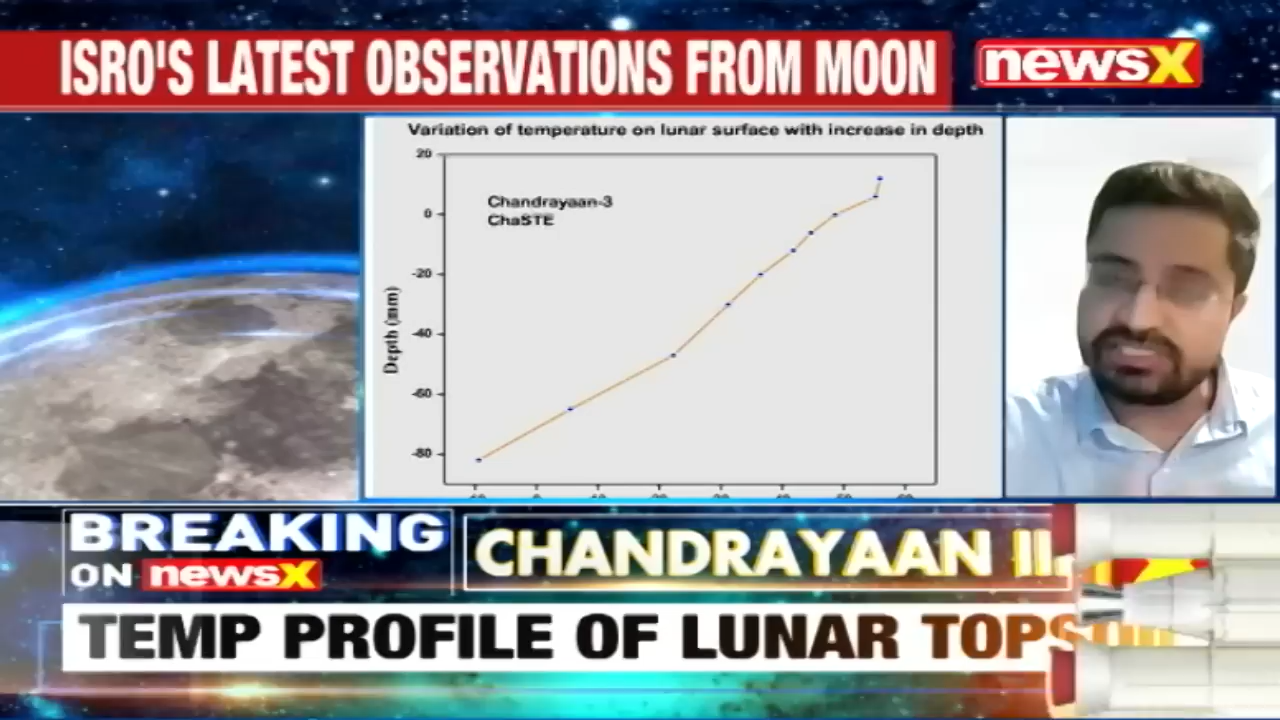 ISRO'S LATEST OBSERVATIONS FROM MOON
newsX
Variation of temperature on lunar surface with increase in depth
20
0
-20
-40
-60
-80
Depth (mm)
Chandrayaan-3
ChaSTE
BREAKING
ON newsX
CHANDRAYAAN
TEMP PROFILE OF LUNAR